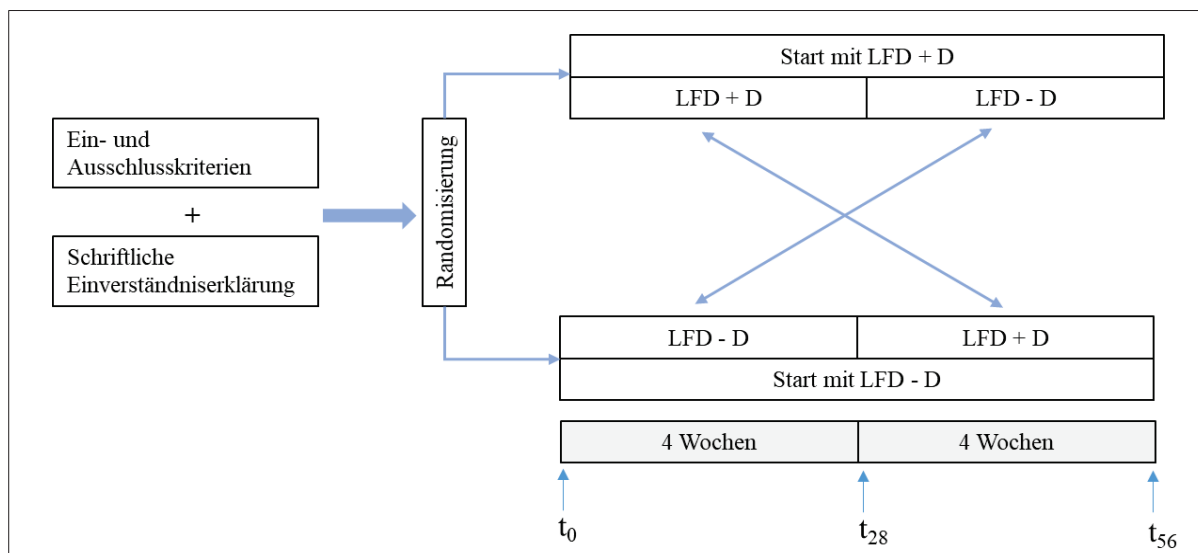 Ein- und
Ausschlusskriterien
+
Schriftliche
Einverständniserklärung
Randomisierung
Start mit LFD + D
LFD + D
LFD - D
LFD - D
LFD + D
Start mit LFD - D
4 Wochen
4 Wochen
t0
t28
t56